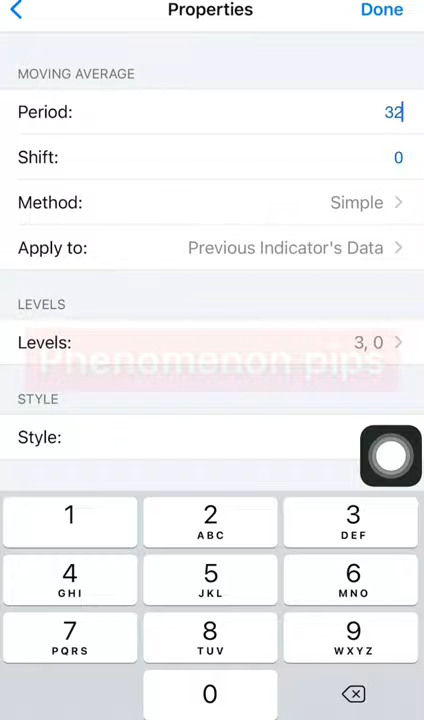 Properties Done
MOVING AVERAGE
Period: 32
Shift: 0
Method: Simple
Apply to: Previous Indicator's Data
LEVELS
Levels: 3, 0
Phenomenon pips
STYLE
Style:
1 2 3
ABC DEF
4 5 6
GHI JKL MNO
7 8 9
PQRS TUV WXYZ
0